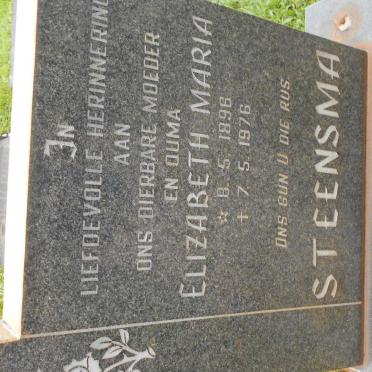 In
LIEFDEVOLLE HERINNERING
AAN
ONS DIERBARE MOEDER
EN OUMA
ELIZABETH MARIA
☆ 8. 5. 1896
† 7. 5. 1976
ONS GUN U DIE RUS.
STEENSMA